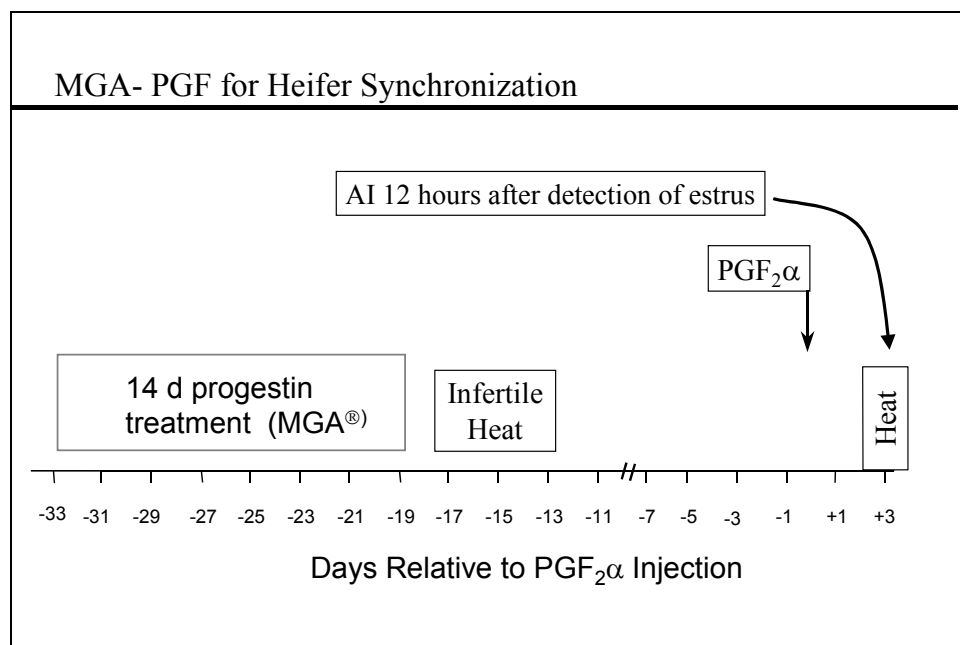 MGA- PGF for Heifer Synchronization
AI 12 hours after detection of estrus
PGF₂α
14 d progestin
treatment (MGA®)
Infertile
Heat
Heat
-33 -31 -29 -27 -25 -23 -21 -19 -17 -15 -13 -11 -7 -5 -3 -1 +1 +3
Days Relative to PGF₂α Injection